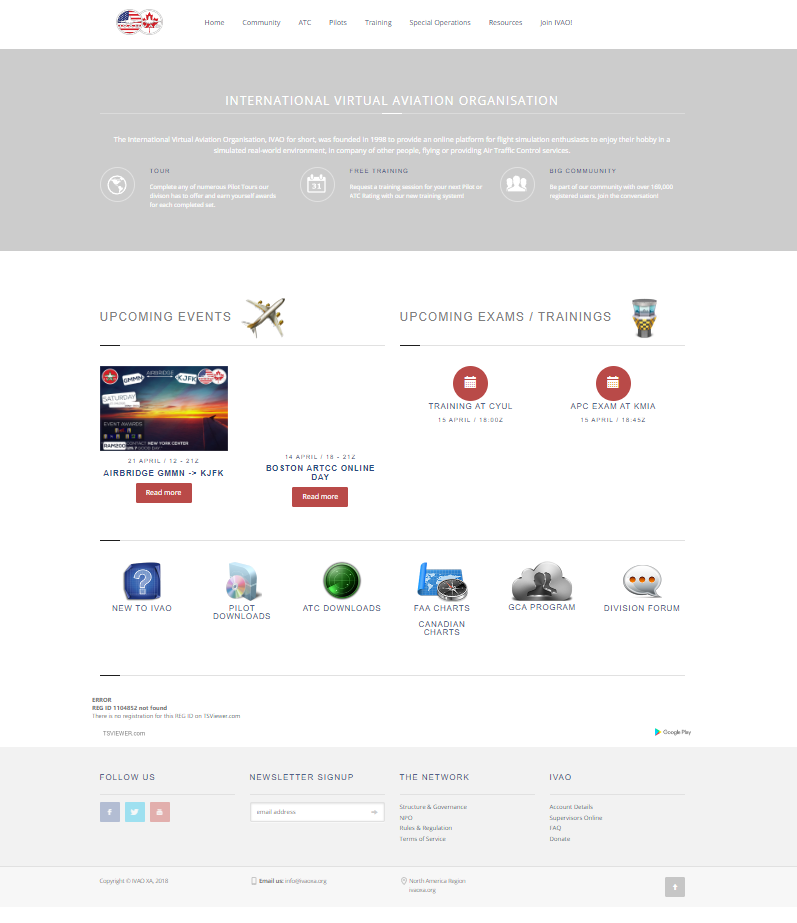 Home Community ATC Pilots Training Special Operations Resources Join IVAO!
INTERNATIONAL VIRTUAL AVIATION ORGANISATION
The International Virtual Aviation Organisation, IVAO for short, was founded in 1998 to provide an online platform for flight simulation enthusiasts to enjoy their hobby in a
simulated real-world environment, in company of other people, flying or providing Air Traffic Control services.
TOUR
Complete any of numerous Pilot Tours our
divison has to offer and earn yourself awards
for each completed set.
31
FREE TRAINING
Request a training session for your next Pilot or
ATC Rating with our new training system!
BIG COMMUUNITY
Be part of our community with over 169,000
registered users, join the conversation!
UPCOMING EVENTS
UPCOMING EXAMS / TRAININGS
AIRBRIDGE
GMMN
KJFK
SATURDAY
EVENT AWARDS
RAM200
CONTACT NEW YORK CENTER
21 APRIL / 12 - 21Z
AIRBRIDGE GMMN -> KJFK
Read more
14 APRIL / 18 - 21Z
BOSTON ARTCC ONLINE
DAY
Read more
TRAINING AT CYUL
15 APRIL / 18:00Z
APC EXAM AT KMIA
15 APRIL / 18:45Z
NEW TO IVAO
PILOT
DOWNLOADS
ATC DOWNLOADS
FAA CHARTS
CANADIAN
CHARTS
GCA PROGRAM
DIVISION FORUM
ERROR
REG ID 1104852 not found
There is no registration for this REG ID on TSViewer.com
TSVIEWER.com
Google Play
FOLLOW US
NEWSLETTER SIGNUP
email address
THE NETWORK
Structure & Governance
NPO
Rules & Regulation
Terms of Service
IVAO
Account Details
Supervisors Online
FAQ
Donate
Copyright © IVAO XA, 2018
Email us: info@ivaoxa.org
North America Region
ivaoxa.org